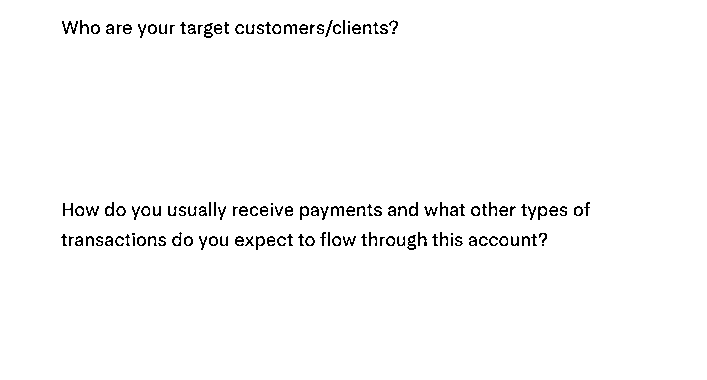 Who are your target customers/clients?
How do you usually receive payments and what other types of
transactions do you expect to flow through this account?